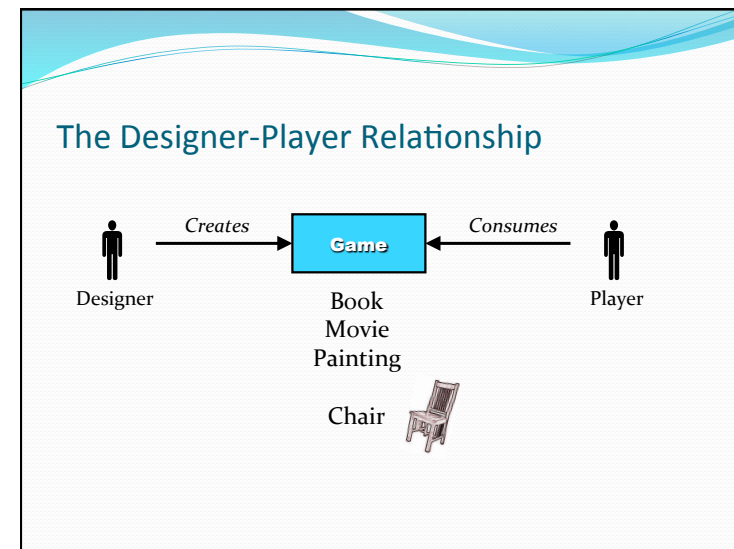 The Designer-Player Relationship
Creates
Game
Consumes
Designer
Player
Book
Movie
Painting
Chair